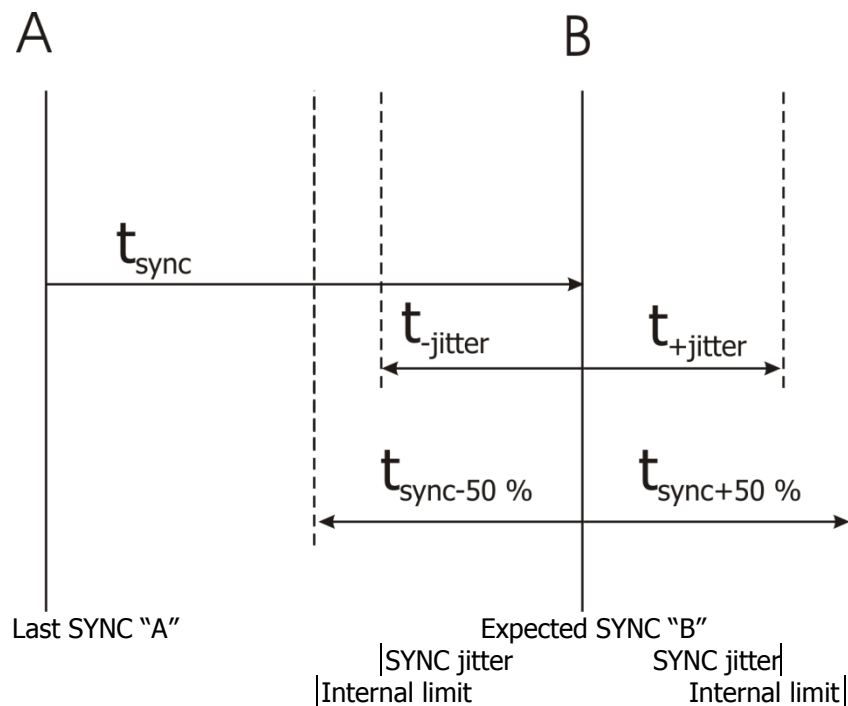 A B
tsync
t-jitter t+jitter
tsync-50 % tsync+50 %
Last SYNC “A” Expected SYNC “B”
SYNC jitter SYNC jitter
Internal limit Internal limit